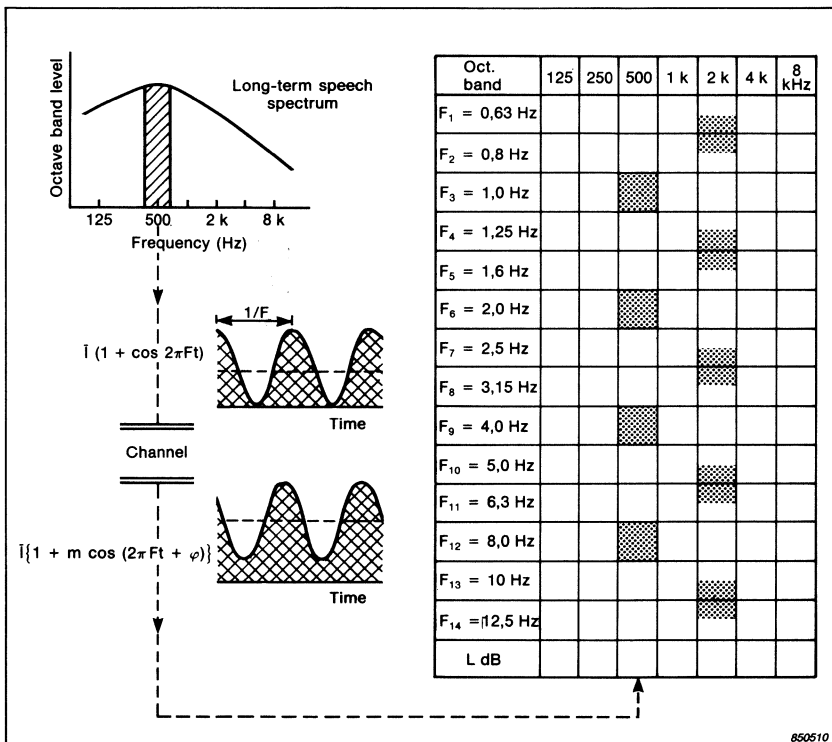 Octave band level
Long-term speech
spectrum
125 500 2 k 8 k
Frequency (Hz)
1/F
Ī (1 + cos 2πFt)
Time
Channel
Ī{1 + m cos (2π Ft + φ)}
Time
Oct. band 125 250 500 1 k 2 k 4 k 8 kHz
F₁ = 0,63 Hz
F₂ = 0,8 Hz
F₃ = 1,0 Hz
F₄ = 1,25 Hz
F₅ = 1,6 Hz
F₆ = 2,0 Hz
F₇ = 2,5 Hz
F₈ = 3,15 Hz
F₉ = 4,0 Hz
F₁₀ = 5,0 Hz
F₁₁ = 6,3 Hz
F₁₂ = 8,0 Hz
F₁₃ = 10 Hz
F₁₄ = 12,5 Hz
L dB
850510